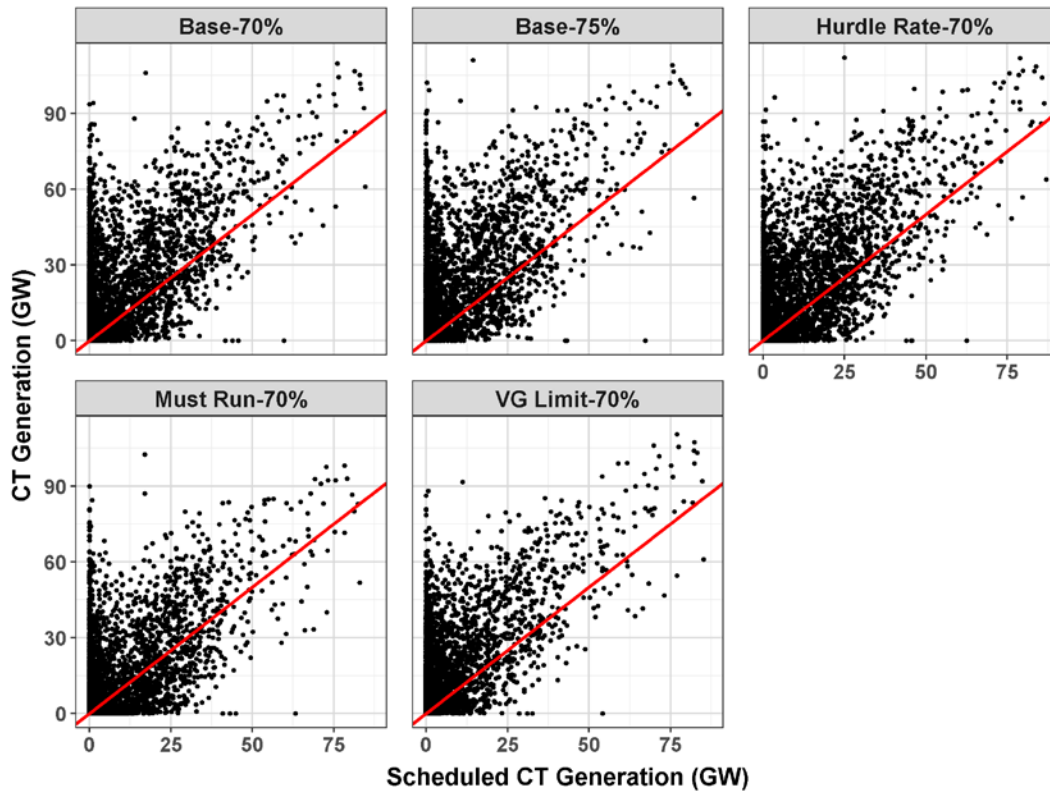 Base-70%
Base-75%
Hurdle Rate-70%
90
60
30
0
0
25
50
75
Must Run-70%
VG Limit-70%
90
60
30
0
0
25
50
75
0
25
50
75
CT Generation (GW)
Scheduled CT Generation (GW)